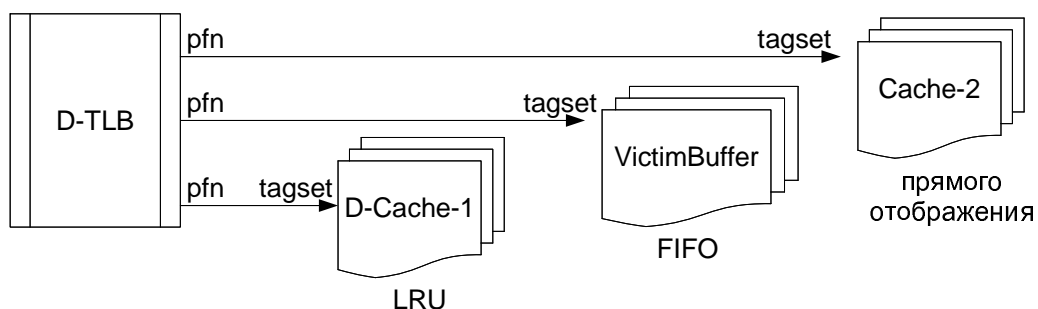 pfn
tagset
Cache-2
D-TLB
pfn
tagset
VictimBuffer
pfn
tagset
D-Cache-1
прямого
отображения
FIFO
LRU